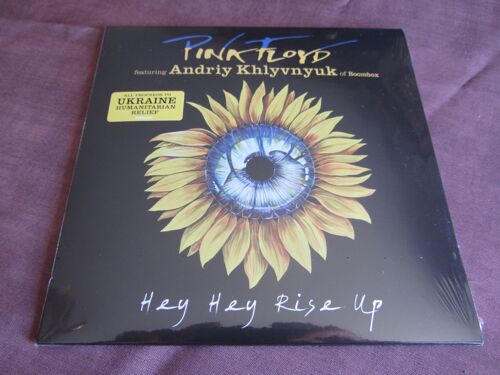 PINK FLOYD
featuring Andriy Khlyvnyuk of Boombox
ALL PROCEEDS TO
UKRAINE
HUMANITARIAN
RELIEF
Hey Hey Rise Up